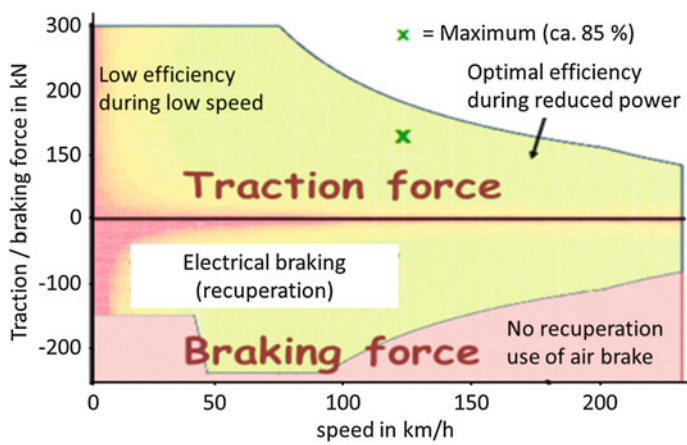 300
200
150
0
-100
-200
Traction / braking force in kN
x = Maximum (ca. 85 %)
Low efficiency
during low speed
Optimal efficiency
during reduced power
Traction force
Electrical braking
(recuperation)
Braking force
No recuperation
use of air brake
0 50 100 150 200
speed in km/h